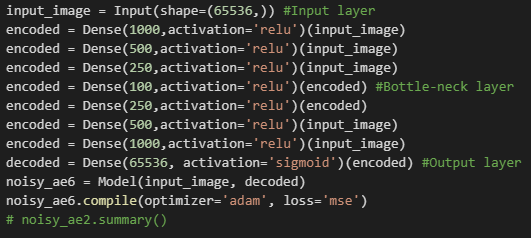 input_image = Input(shape=(65536,)) #Input layer
encoded = Dense(1000,activation='relu')(input_image)
encoded = Dense(500,activation='relu')(input_image)
encoded = Dense(250,activation='relu')(input_image)
encoded = Dense(100,activation='relu')(encoded) #Bottle-neck layer
encoded = Dense(250,activation='relu')(encoded)
encoded = Dense(500,activation='relu')(input_image)
encoded = Dense(1000,activation='relu')(input_image)
decoded = Dense(65536, activation='sigmoid')(encoded) #Output layer
noisy_ae6 = Model(input_image, decoded)
noisy_ae6.compile(optimizer='adam', loss='mse')
# noisy_ae2.summary()